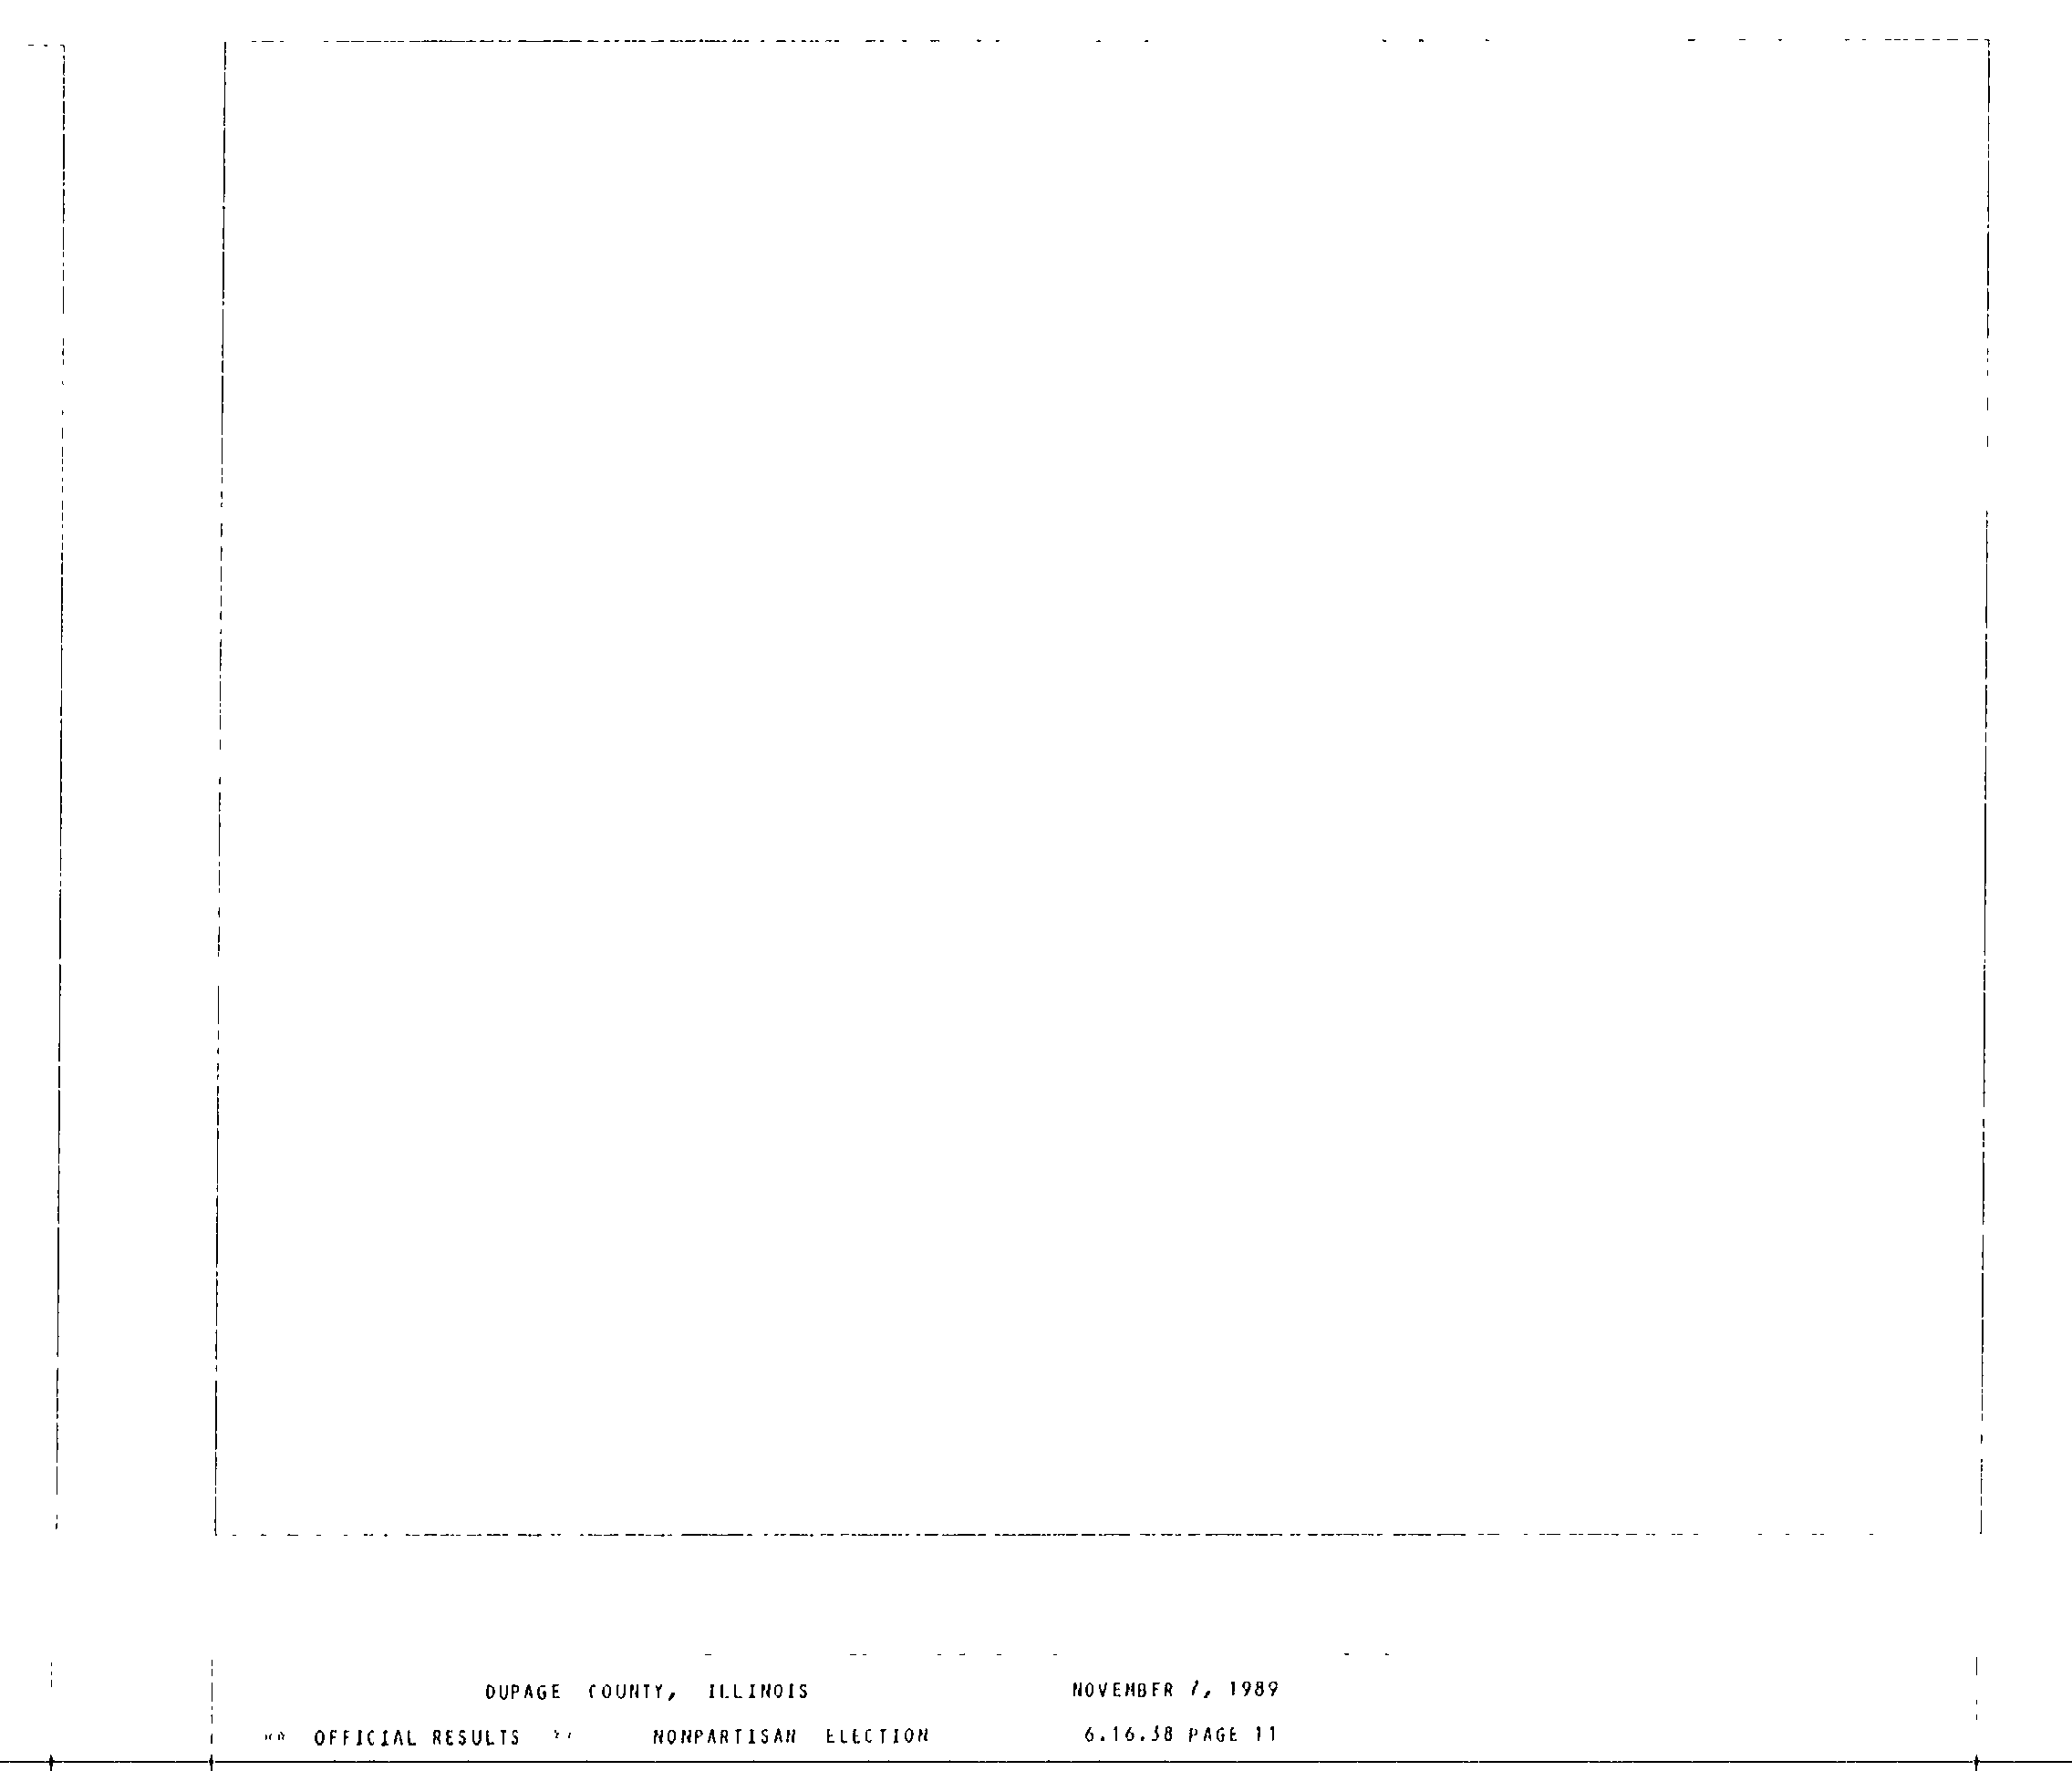 DUPAGE COUNTY, ILLINOIS NOVEMBER 7, 1989
** OFFICIAL RESULTS ** NONPARTISAN ELECTION 6.16.38 PAGE 11